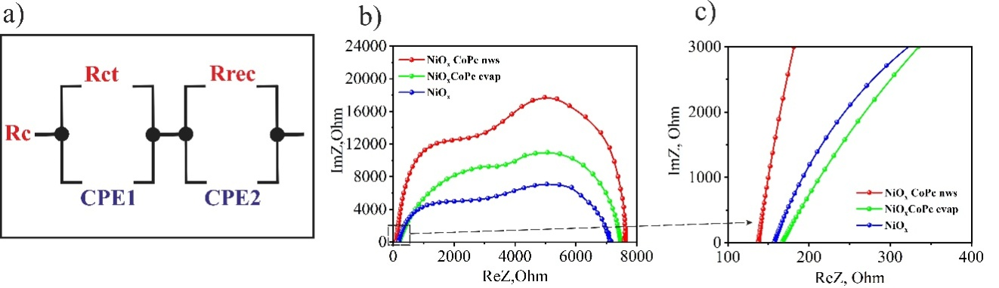 a)
Rct
Rrec
Rc
CPE1
CPE2
b)
24000
20000
16000
12000
8000
4000
0
ImZ,Ohm
NiOx CoPc nws
NiOxCoPc evap
NiOx
0
2000
4000
6000
8000
ReZ,Ohm
c)
3000
2000
1000
0
ImZ, Ohm
NiOx CoPc nws
NiOxCoPc evap
NiOx
100
200
300
400
ReZ, Ohm